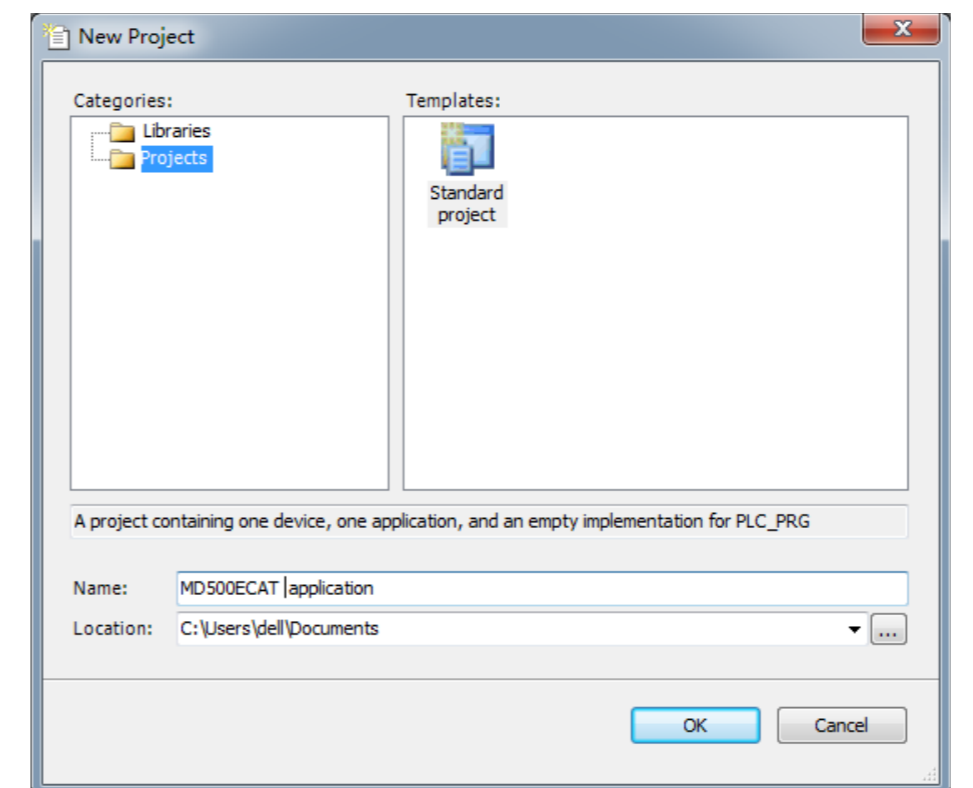 New Project
Categories:
Templates:
Libraries
Projects
Standard
project
A project containing one device, one application, and an empty implementation for PLC_PRG
Name:
MD500ECAT application
Location:
C:\Users\dell\Documents
...
OK
Cancel